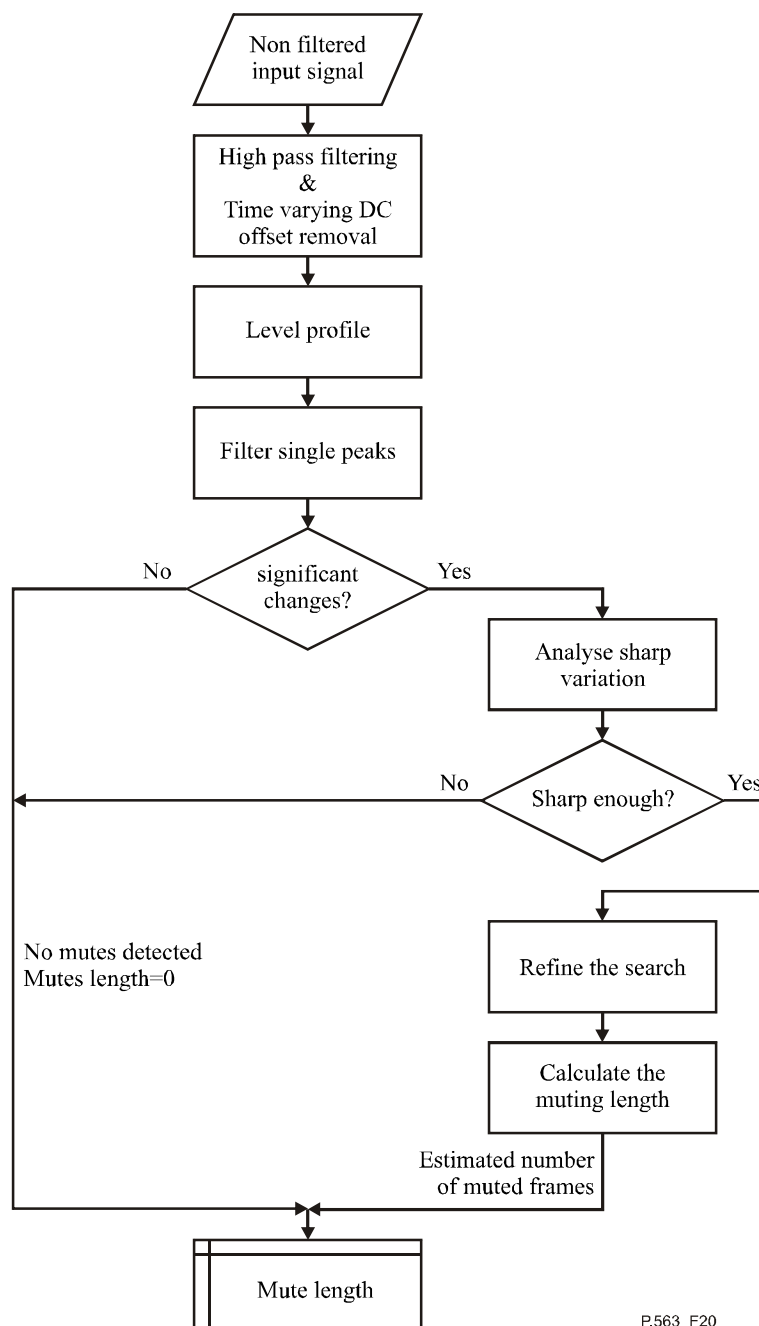 Non filtered
input signal
High pass filtering
&
Time varying DC
offset removal
Level profile
Filter single peaks
No
significant
changes?
Yes
Analyse sharp
variation
No
Sharp enough?
Yes
No mutes detected
Mutes length=0
Refine the search
Calculate the
muting length
Estimated number
of muted frames
Mute length
P.563_F20